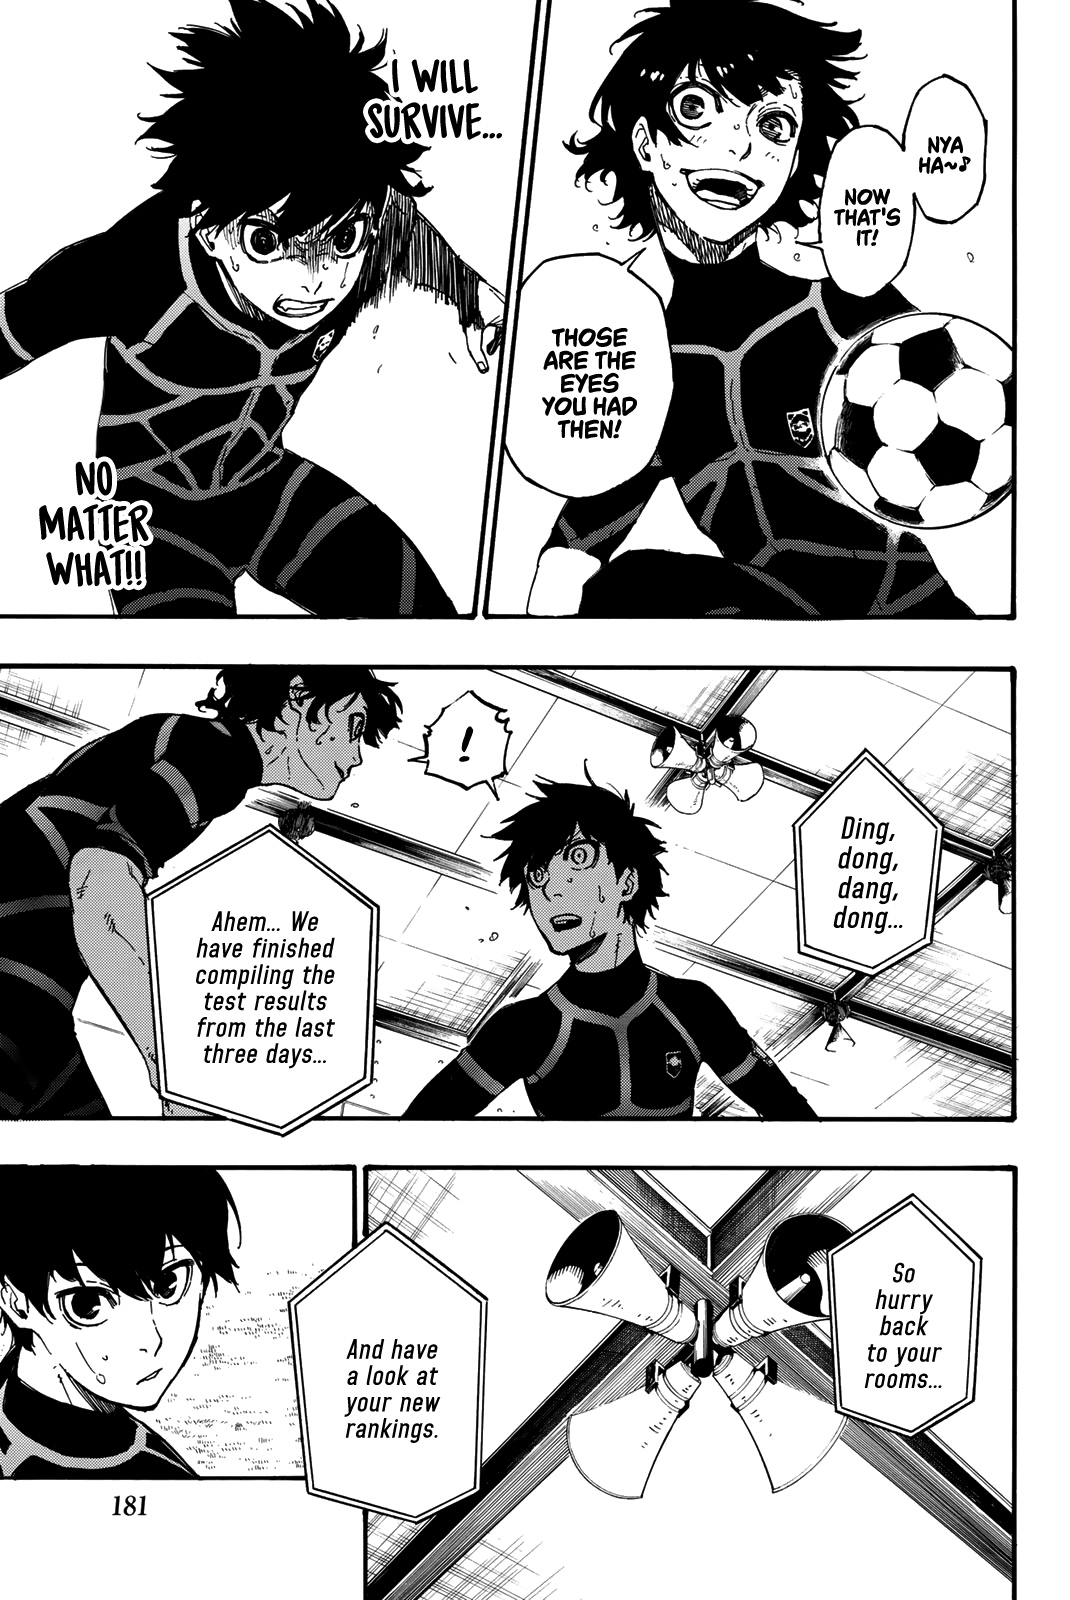 NYA
HA~♪
NOW
THAT'S
IT!
THOSE
ARE THE
EYES
YOU HAD
THEN!
I WILL
SURVIVE...
NO
MATTER
WHAT!!
Ding,
dong,
dang,
dong...
!
Ahem... We
have finished
compiling the
test results
from the last
three days...
So
hurry
back
to your
rooms...
And have
a look at
your new
rankings.
181